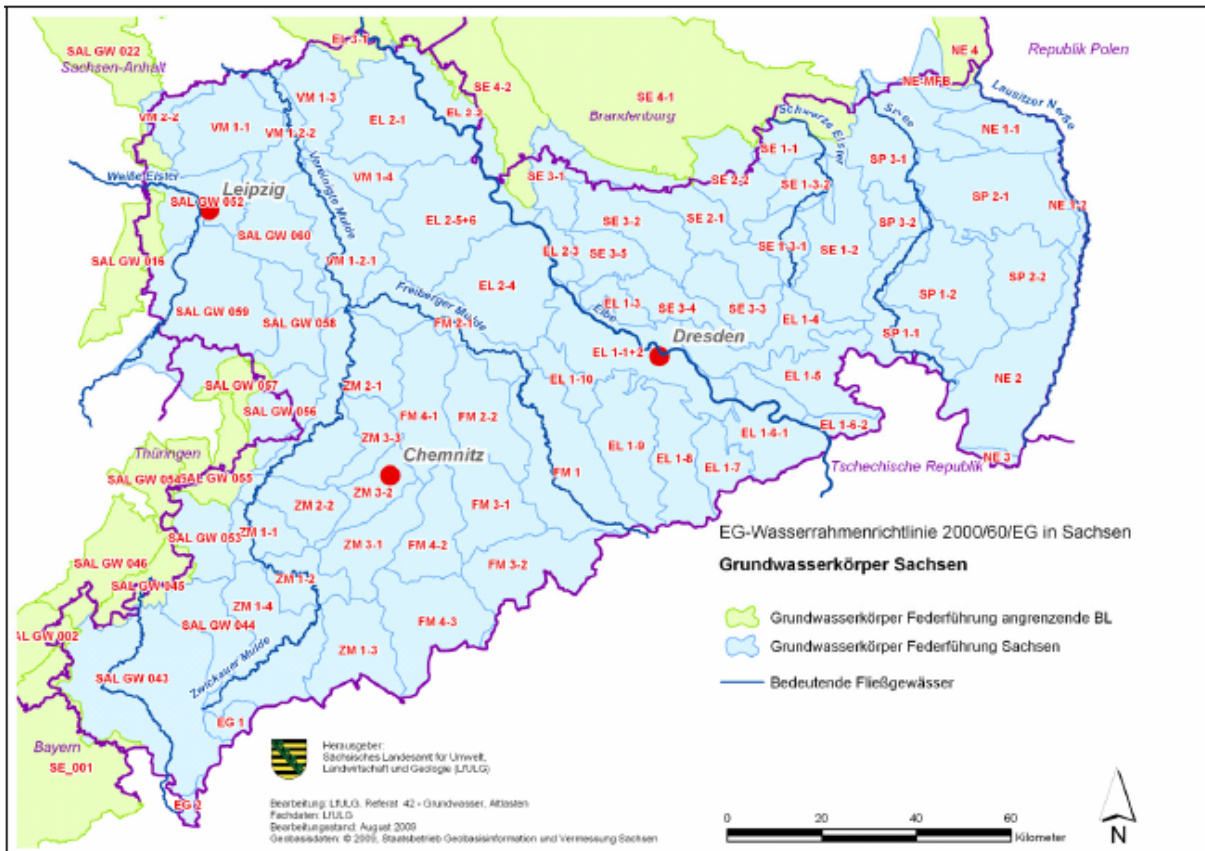 SAL GW 022
Sachsen-Anhalt
EL 3-1
NE 4
Republik Polen
SE 4-2
SE 4-1
Brandenburg
NE-MFB
Lausitzer Neiße
VM 1-3
VM 2-2
VM 1-1
VM 1-2-2
EL 2-1
EL 2-2
Schwarze Elster
Spree
NE 1-1
SE 1-1
SP 3-1
Weiße Elster
Leipzig
SAL GW 052
Vereinigte Mulde
VM 1-4
SE 3-1
SE 2-2
SE 1-3-2
SP 2-1
NE 1-2
SAL GW 060
EL 2-5+6
SE 3-2
SE 2-1
SP 3-2
SAL GW 016
VM 1-2-1
EL 2-3
SE 3-5
SE 1-3-1
SE 1-2
SP 2-2
EL 2-4
SP 1-2
SAL GW 059
SAL GW 058
Freiberger Mulde
FM 2-1
Elbe
EL 1-3
SE 3-4
SE 3-3
EL 1-4
SP 1-1
Dresden
EL 1-1+2
SAL GW 057
ZM 2-1
EL 1-10
EL 1-5
NE 2
SAL GW 056
FM 4-1
FM 2-2
EL 1-6-2
Thüringen
ZM 3-3
Chemnitz
EL 1-9
EL 1-8
EL 1-7
EL 1-6-1
NE 3
Tschechische Republik
SAL GW 054
SAL GW 055
FM 1
ZM 3-2
ZM 2-2
FM 3-1
SAL GW 053
ZM 1-1
ZM 3-1
FM 4-2
SAL GW 046
FM 3-2
SAL GW 045
ZM 1-2
ZM 1-4
SAL GW 044
FM 4-3
AL GW 002
Zwickauer Mulde
ZM 1-3
SAL GW 043
EG 1
Bayern
SE_001
EG 2
EG-Wasserrahmenrichtlinie 2000/60/EG in Sachsen
Grundwasserkörper Sachsen
Grundwasserkörper Federführung angrenzende BL
Grundwasserkörper Federführung Sachsen
Bedeutende Fließgewässer
Herausgeber:
Sächsisches Landesamt für Umwelt,
Landwirtschaft und Geologie (LfULG)
Bearbeitung: LfULG, Referat 42 - Grundwasser, Altlasten
Fachdaten: LfULG
Bearbeitungsstand: August 2009
Geobasisdaten: © 2009, Staatsbetrieb Geobasisinformation und Vermessung Sachsen
0 20 40 60
Kilometer
N